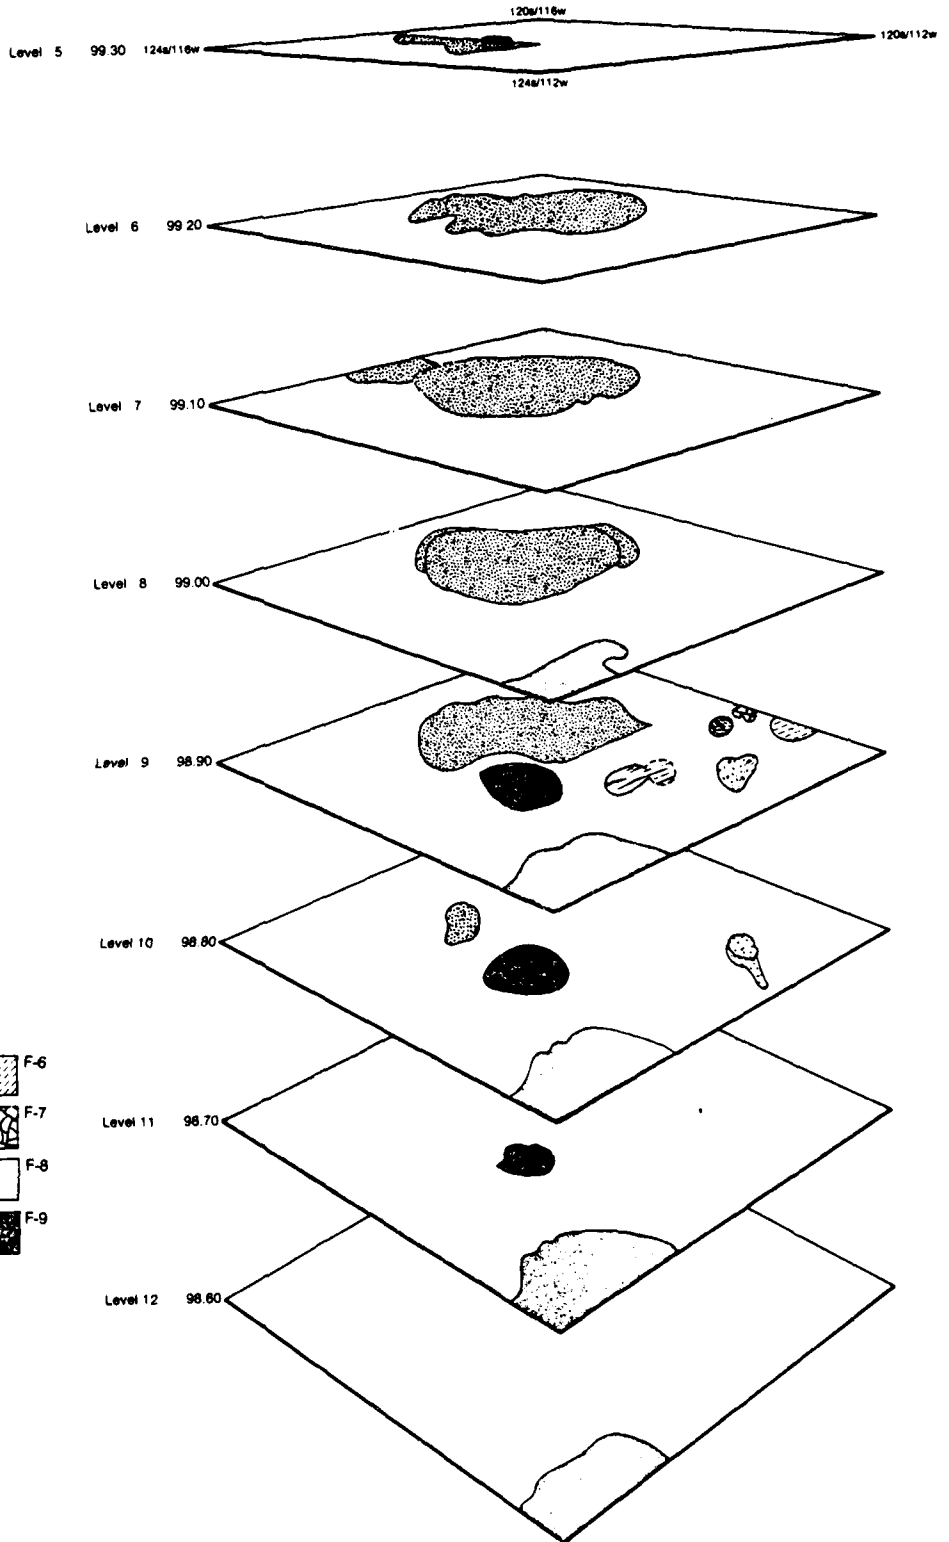 120s/116w
Level 5 99.30 124s/116w
120s/112w
124s/112w
Level 6 99 20
Level 7 99.10
Level 8 99.00
Level 9 98.90
Level 10 98.80
F-6
F-7
Level 11 98.70
F-8
F-9
Level 12 98.60